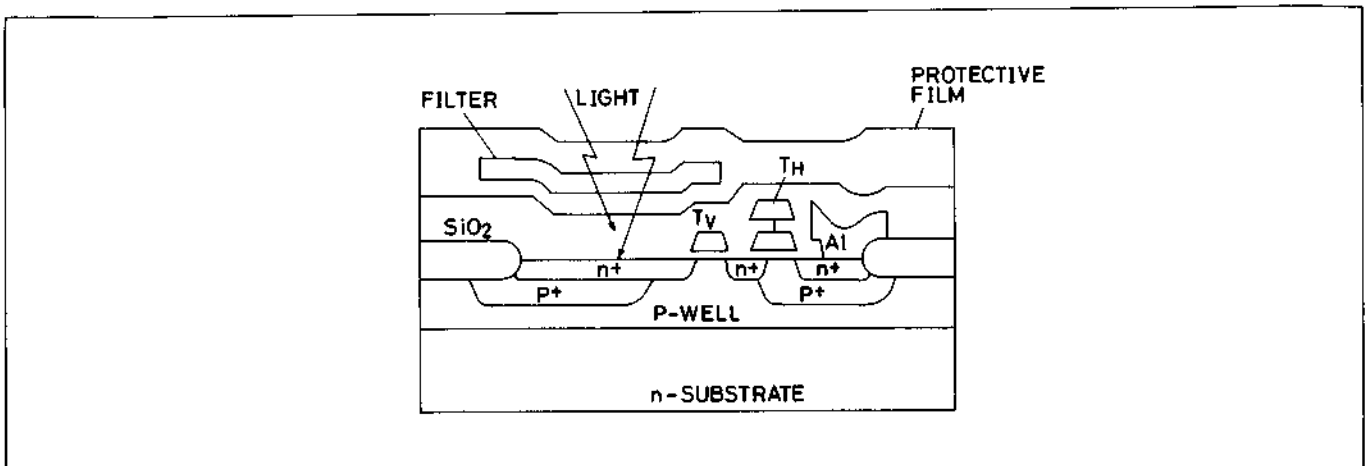 PROTECTIVE
FILM
FILTER
LIGHT
TH
SiO2
TV
Al
n+
n+
n+
P+
P+
P-WELL
n-SUBSTRATE